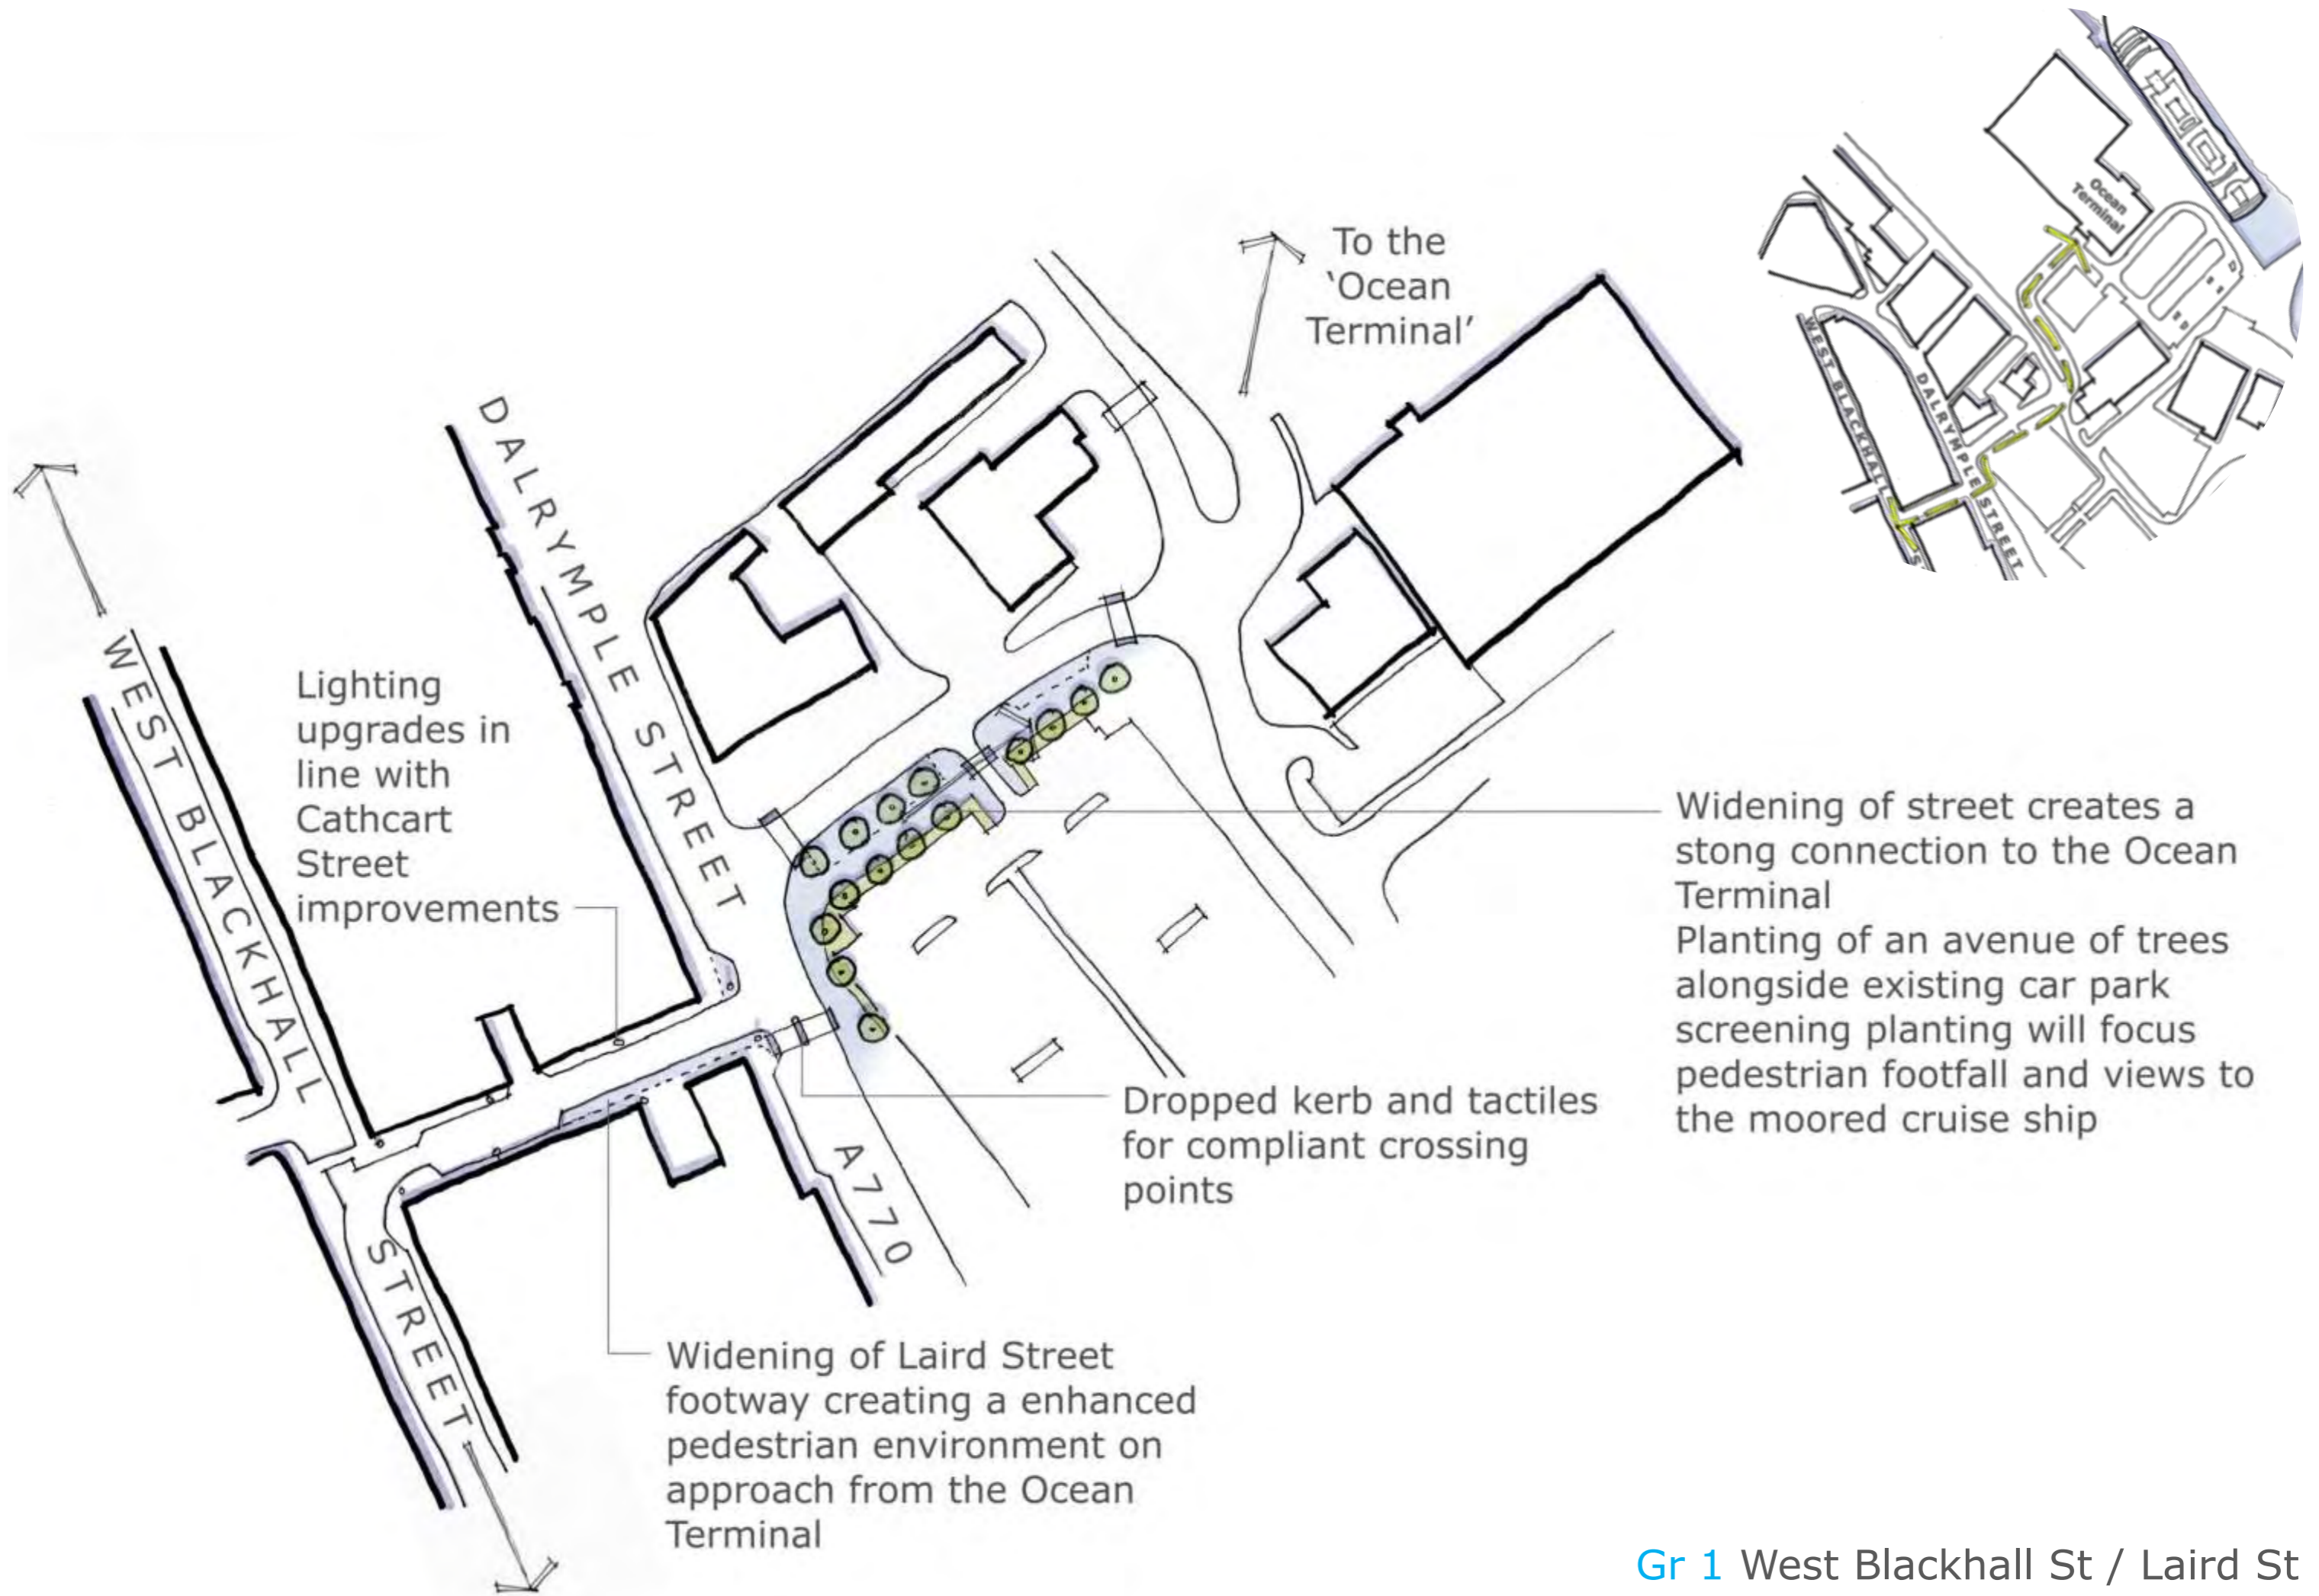 To the
‘Ocean
Terminal’
Ocean
Terminal
WEST BLACKHALL S
DALRYMPLE STREET
DALRYMPLE STREET
WEST BLACKHALL
STREET
Lighting
upgrades in
line with
Cathcart
Street
improvements
Widening of street creates a
stong connection to the Ocean
Terminal
Planting of an avenue of trees
alongside existing car park
screening planting will focus
pedestrian footfall and views to
the moored cruise ship
Dropped kerb and tactiles
for compliant crossing
points
A770
Widening of Laird Street
footway creating a enhanced
pedestrian environment on
approach from the Ocean
Terminal
Gr 1 West Blackhall St / Laird St